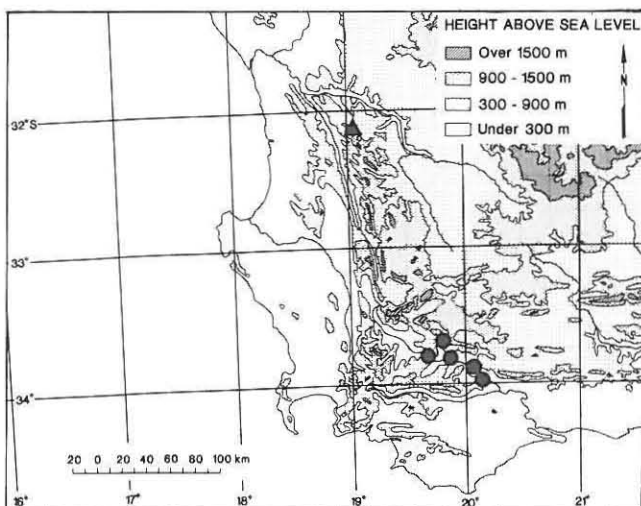 HEIGHT ABOVE SEA LEVEL
Over 1500 m
900 - 1500 m
300 - 900 m
Under 300 m
N
32°S
33°
34°
20 0 20 40 60 80 100 km
16° 17° 18° 19° 20° 21°